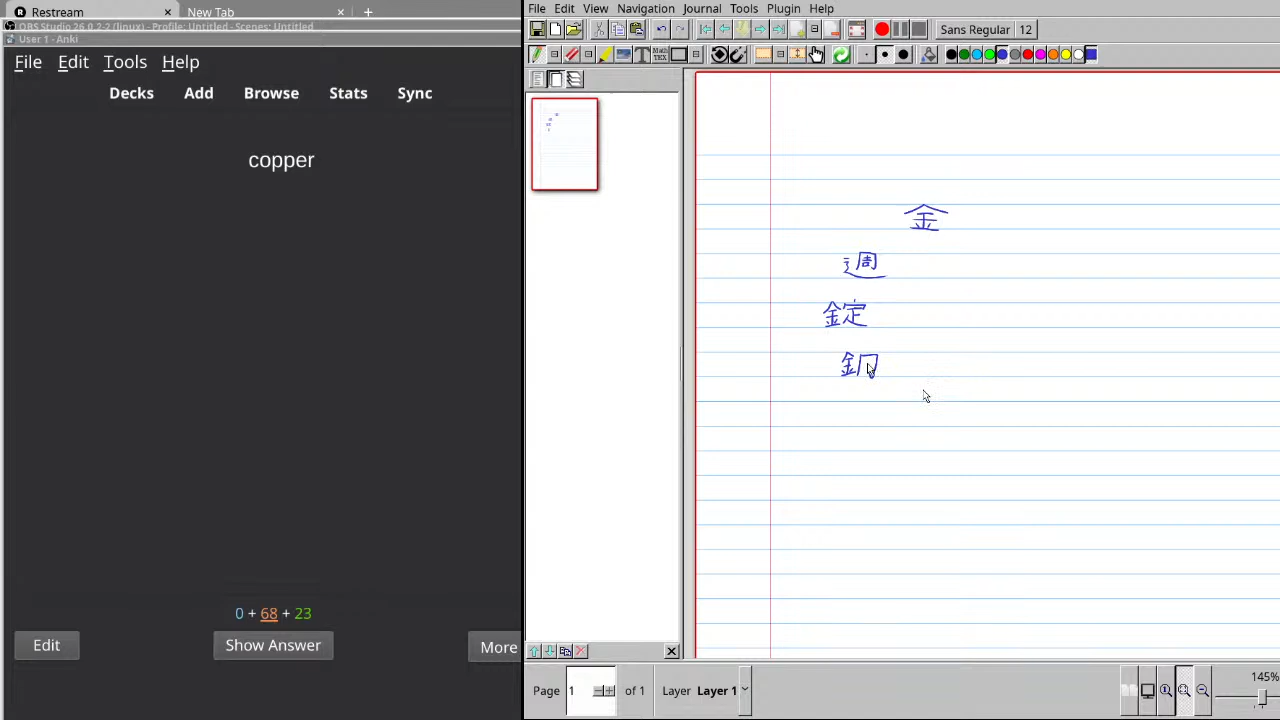 Restream × New Tab × +
OBS Studio 26.0.2-2 (linux) - Profile: Untitled - Scenes: Untitled
User 1 - Anki
File Edit Tools Help
Decks Add Browse Stats Sync
copper
0 + 68 + 23
Edit Show Answer More
File Edit View Navigation Journal Tools Plugin Help
Sans Regular 12
金
週
錠
Page 1 of 1 Layer Layer 1
145%